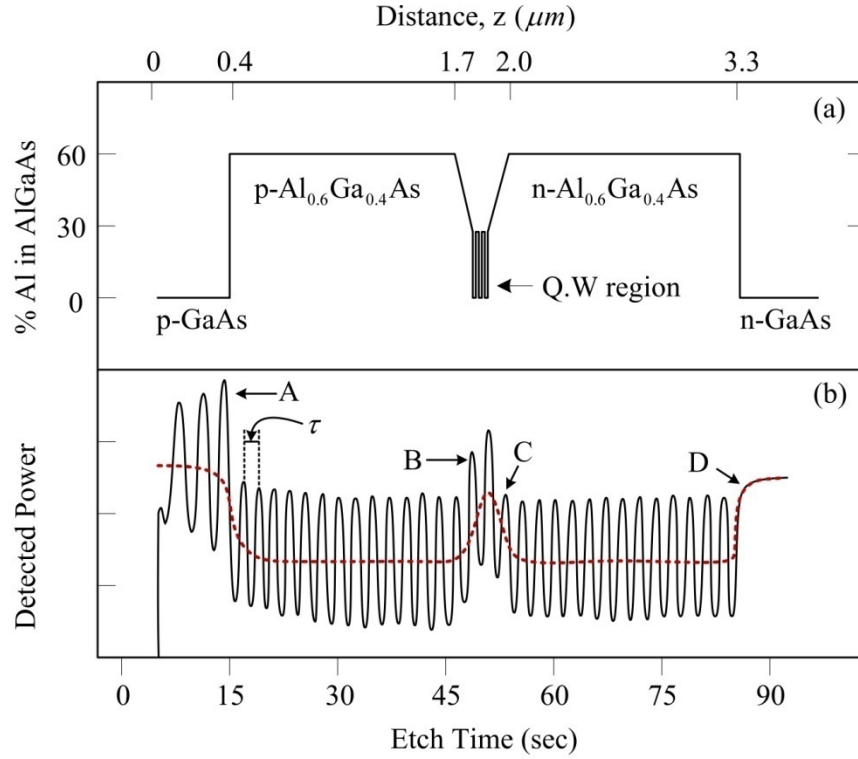 Distance, z (μm)
0 0.4 1.7 2.0 3.3
(a)
% Al in AlGaAs
60
30
0
p-Al0.6Ga0.4As
n-Al0.6Ga0.4As
Q.W region
p-GaAs
n-GaAs
(b)
Detected Power
A
τ
B
C
D
0 15 30 45 60 75 90
Etch Time (sec)